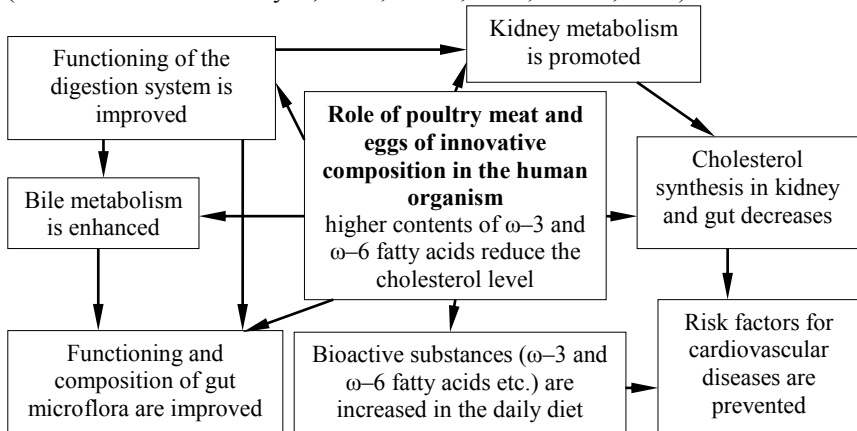 Functioning of the
digestion system is
improved
Kidney metabolism
is promoted
Role of poultry meat and
eggs of innovative
composition in the human
organism
higher contents of ω–3 and
ω–6 fatty acids reduce the
cholesterol level
Cholesterol
synthesis in kidney
and gut decreases
Bile metabolism
is enhanced
Functioning and
composition of gut
microflora are improved
Bioactive substances (ω–3 and
ω–6 fatty acids etc.) are
increased in the daily diet
Risk factors for
cardiovascular
diseases are
prevented